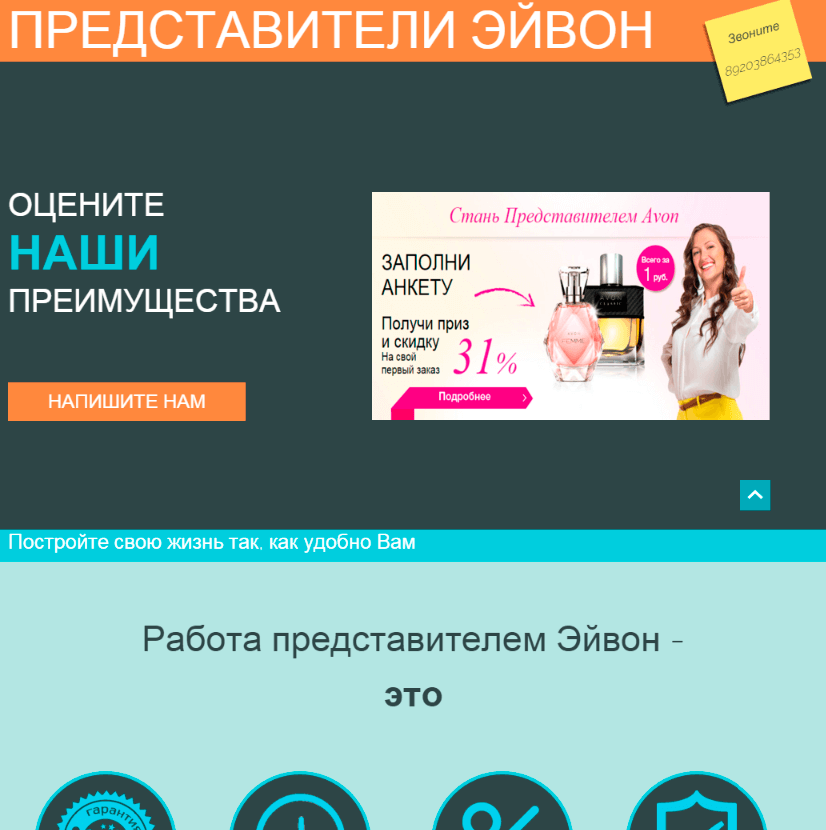 ПРЕДСТАВИТЕЛИ ЭЙВОН
Звоните
89203864353
ОЦЕНИТЕ
НАШИ
ПРЕИМУЩЕСТВА
НАПИШИТЕ НАМ
Стань Представителем Avon
ЗАПОЛНИ
АНКЕТУ
Всего за
1 руб.
Получи приз
и скидку
На свой
первый заказ
31%
AVON
CLASSIC
Подробнее
Постройте свою жизнь так, как удобно Вам
Работа представителем Эйвон -
это
гарантия
%